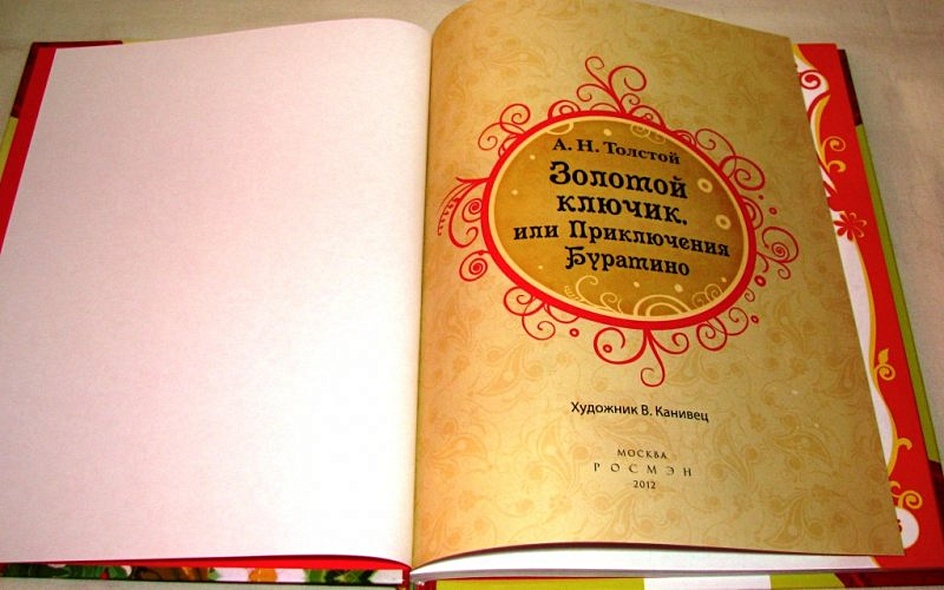 А. Н. Толстой
Золотой
ключик,
или Приключения
Буратино
Художник В. Канивец
МОСКВА
РОСМЭН
2012